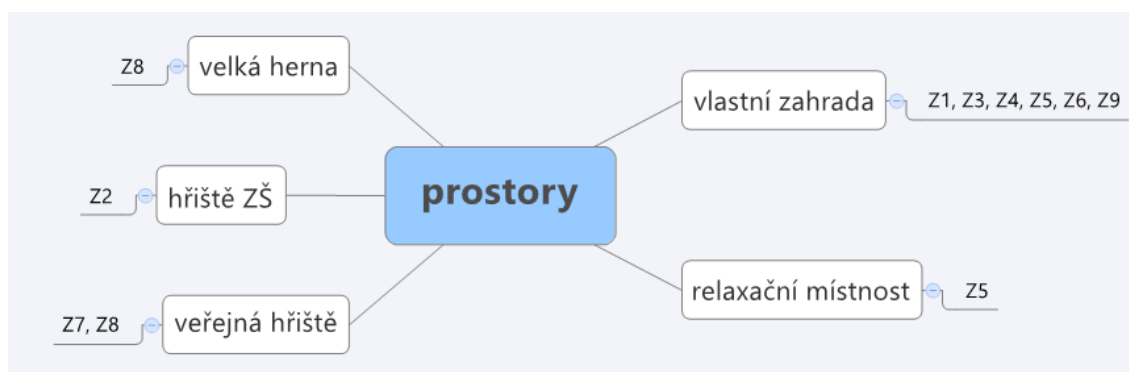 Z8
velká herna
vlastní zahrada
Z1, Z3, Z4, Z5, Z6, Z9
prostory
Z2
hřiště ZŠ
relaxační místnost
Z5
Z7, Z8
veřejná hřiště